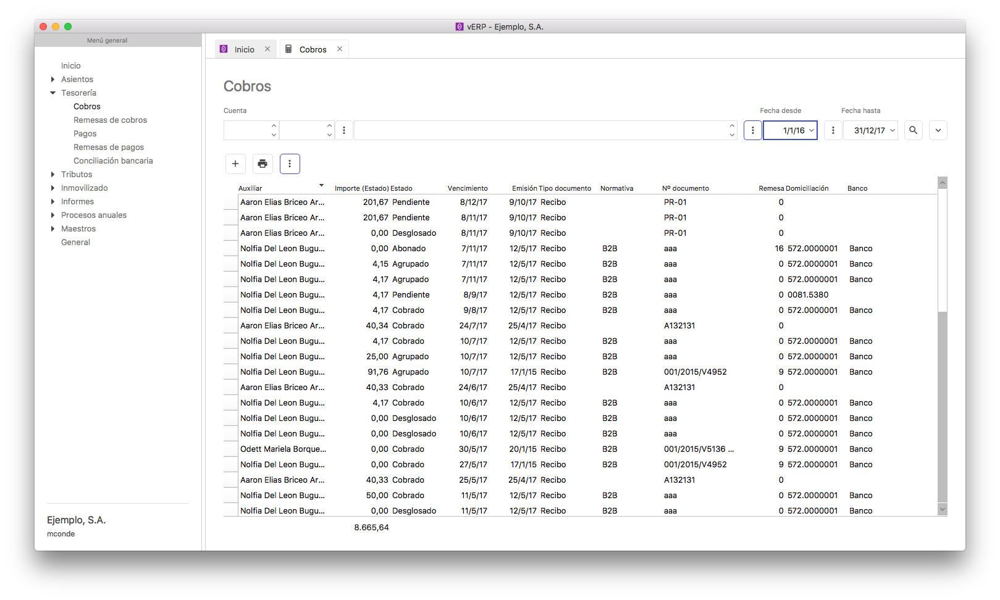 vERP - Ejemplo, S.A.
Menú general
Inicio
Asientos
Tesorería
Cobros
Remesas de cobros
Pagos
Remesas de pagos
Conciliación bancaria
Tributos
Inmovilizado
Informes
Procesos anuales
Maestros
General
Ejemplo, S.A.
mconde
Inicio Cobros
Cobros
Cuenta Fecha desde Fecha hasta
1/1/16 31/12/17
Auxiliar Importe (Estado) Estado Vencimiento Emisión Tipo documento Normativa Nº documento Remesa Domiciliación Banco
Aaron Elias Briceo Ar... 201,67 Pendiente 8/12/17 9/10/17 Recibo PR-01 0
Aaron Elias Briceo Ar... 201,67 Pendiente 8/11/17 9/10/17 Recibo PR-01 0
Aaron Elias Briceo Ar... 0,00 Desglosado 8/11/17 9/10/17 Recibo PR-01 0
Nolfia Del Leon Bugu... 0,00 Abonado 7/11/17 12/5/17 Recibo B2B aaa 16 572.0000001 Banco
Nolfia Del Leon Bugu... 4,15 Agrupado 7/11/17 12/5/17 Recibo B2B aaa 0 572.0000001 Banco
Nolfia Del Leon Bugu... 4,17 Agrupado 7/11/17 12/5/17 Recibo B2B aaa 0 572.0000001 Banco
Nolfia Del Leon Bugu... 4,17 Pendiente 8/9/17 12/5/17 Recibo B2B aaa 0 0081.5380
Nolfia Del Leon Bugu... 4,17 Cobrado 9/8/17 12/5/17 Recibo B2B aaa 0 572.0000001 Banco
Aaron Elias Briceo Ar... 40,34 Cobrado 24/7/17 25/4/17 Recibo A132131 0
Nolfia Del Leon Bugu... 4,17 Cobrado 10/7/17 12/5/17 Recibo B2B aaa 0 572.0000001 Banco
Nolfia Del Leon Bugu... 25,00 Agrupado 10/7/17 12/5/17 Recibo B2B aaa 0 572.0000001 Banco
Nolfia Del Leon Bugu... 91,76 Agrupado 10/7/17 17/1/15 Recibo B2B 001/2015/V4952 9 572.0000001 Banco
Aaron Elias Briceo Ar... 40,33 Cobrado 24/6/17 25/4/17 Recibo A132131 0
Nolfia Del Leon Bugu... 4,17 Cobrado 10/6/17 12/5/17 Recibo B2B aaa 0 572.0000001 Banco
Nolfia Del Leon Bugu... 0,00 Desglosado 10/6/17 12/5/17 Recibo B2B aaa 0 572.0000001 Banco
Nolfia Del Leon Bugu... 0,00 Desglosado 10/6/17 12/5/17 Recibo B2B aaa 0 572.0000001 Banco
Odett Mariela Borque... 0,00 Cobrado 30/5/17 20/1/15 Recibo B2B 001/2015/V5136 ... 9 572.0000001 Banco
Nolfia Del Leon Bugu... 0,00 Cobrado 27/5/17 17/1/15 Recibo B2B 001/2015/V4952 9 572.0000001 Banco
Aaron Elias Briceo Ar... 40,33 Cobrado 25/5/17 25/4/17 Recibo A132131 0
Nolfia Del Leon Bugu... 50,00 Cobrado 11/5/17 12/5/17 Recibo B2B aaa 0 572.0000001 Banco
Nolfia Del Leon Bugu... 0,00 Desglosado 11/5/17 12/5/17 Recibo B2B aaa 0 572.0000001 Banco
8.665,64